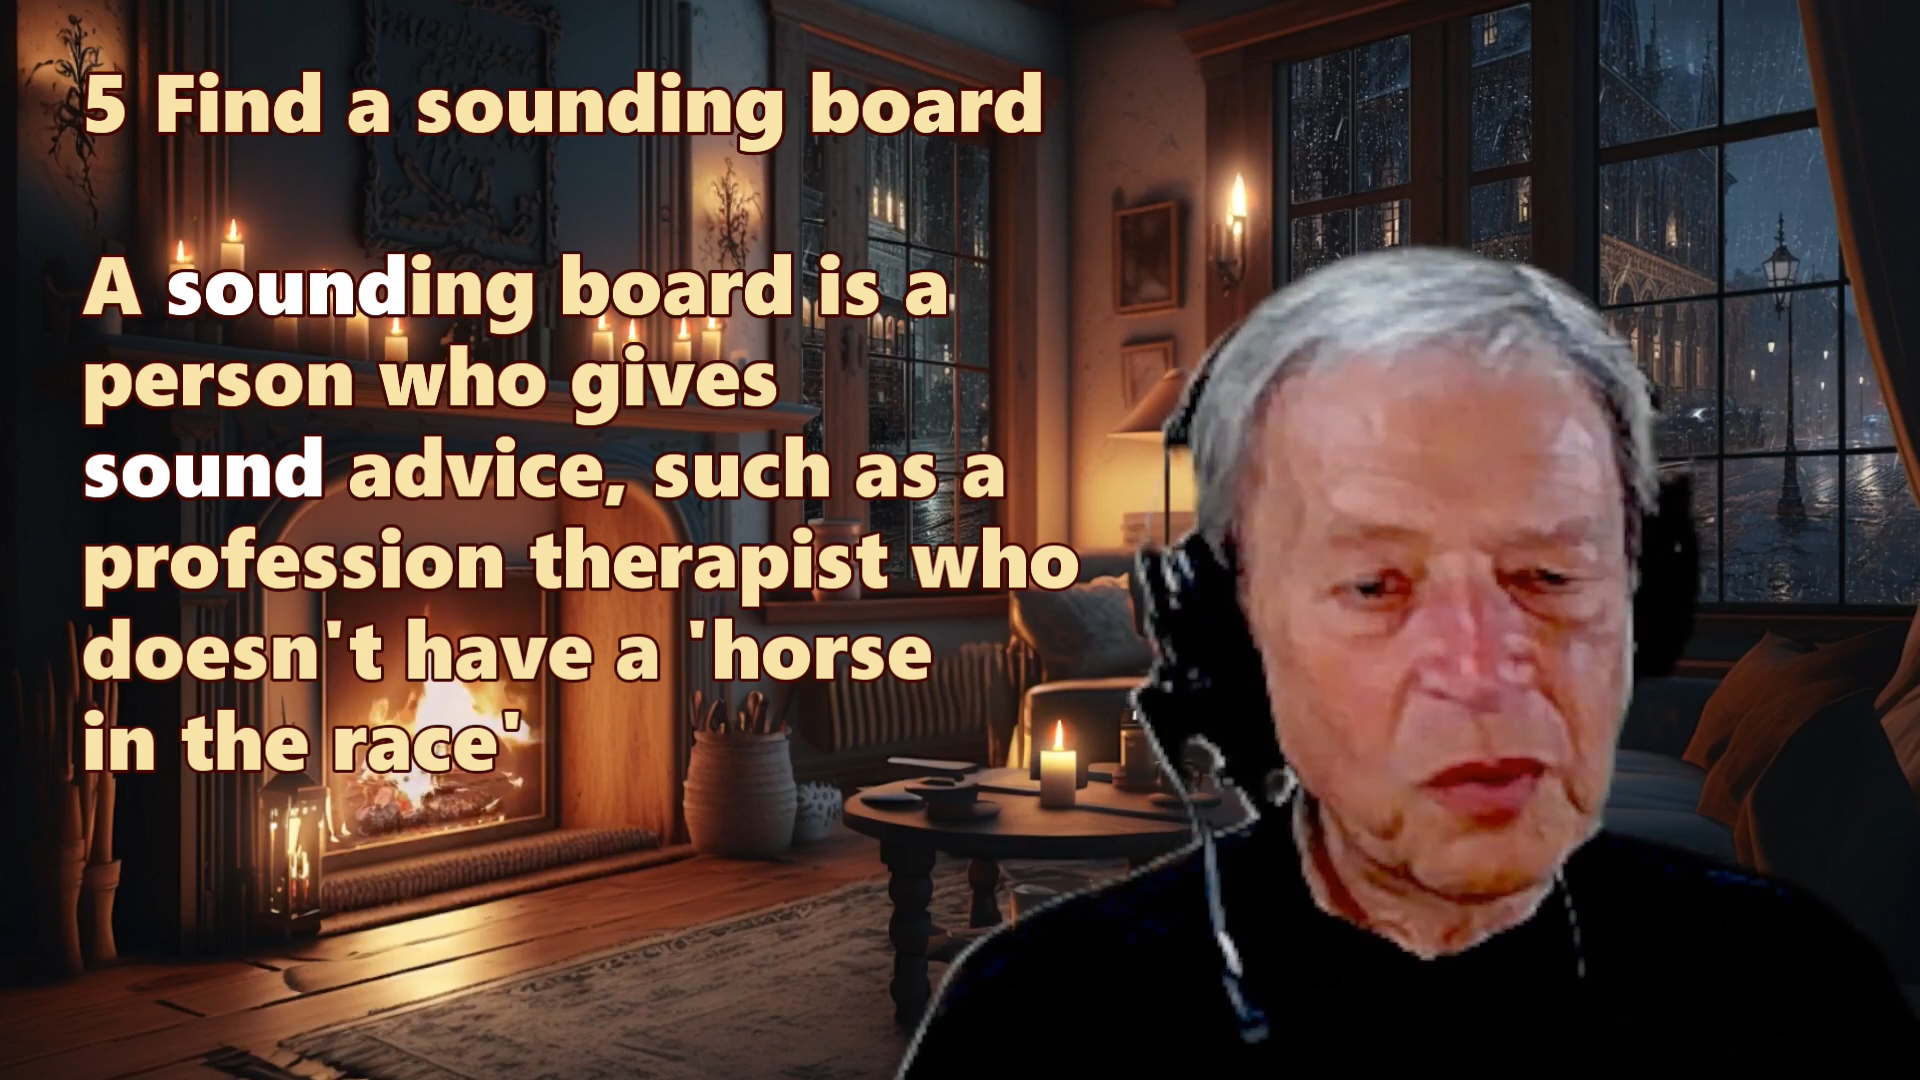 5 Find a sounding board
A sounding board is a
person who gives
sound advice, such as a
profession therapist who
doesn't have a 'horse
in the race'